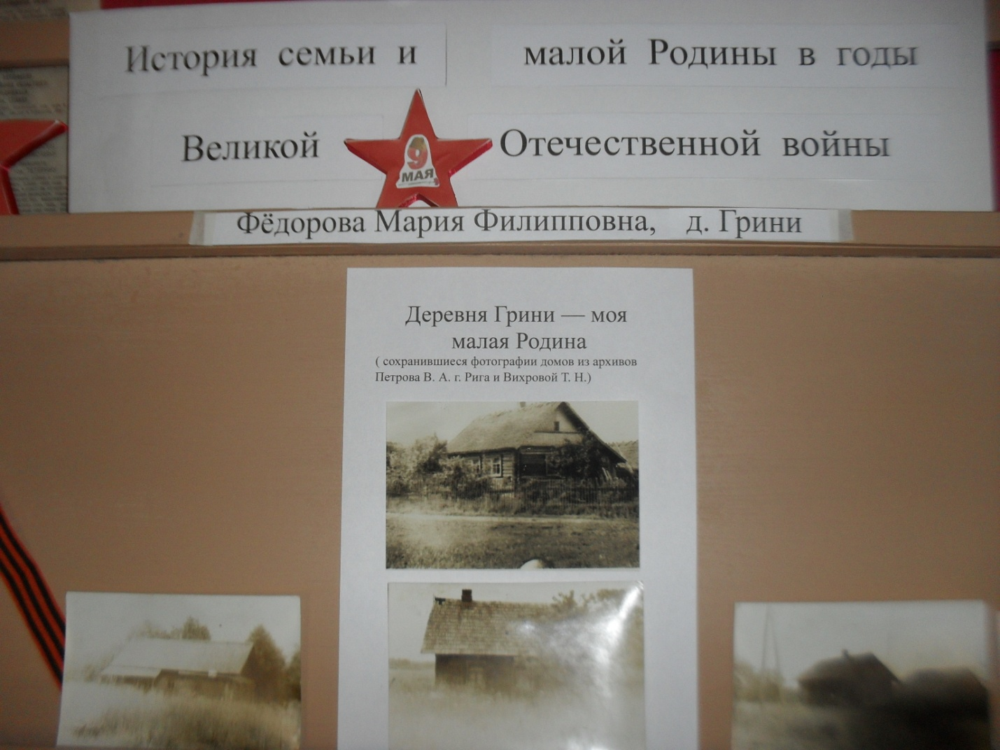 История семьи и малой Родины в годы
Великой Отечественной войны
9
МАЯ
Фёдорова Мария Филипповна, д. Грини
Деревня Грини — моя
малая Родина
( сохранившиеся фотографии домов из архивов
Петрова В. А. г. Рига и Вихровой Т. Н.)